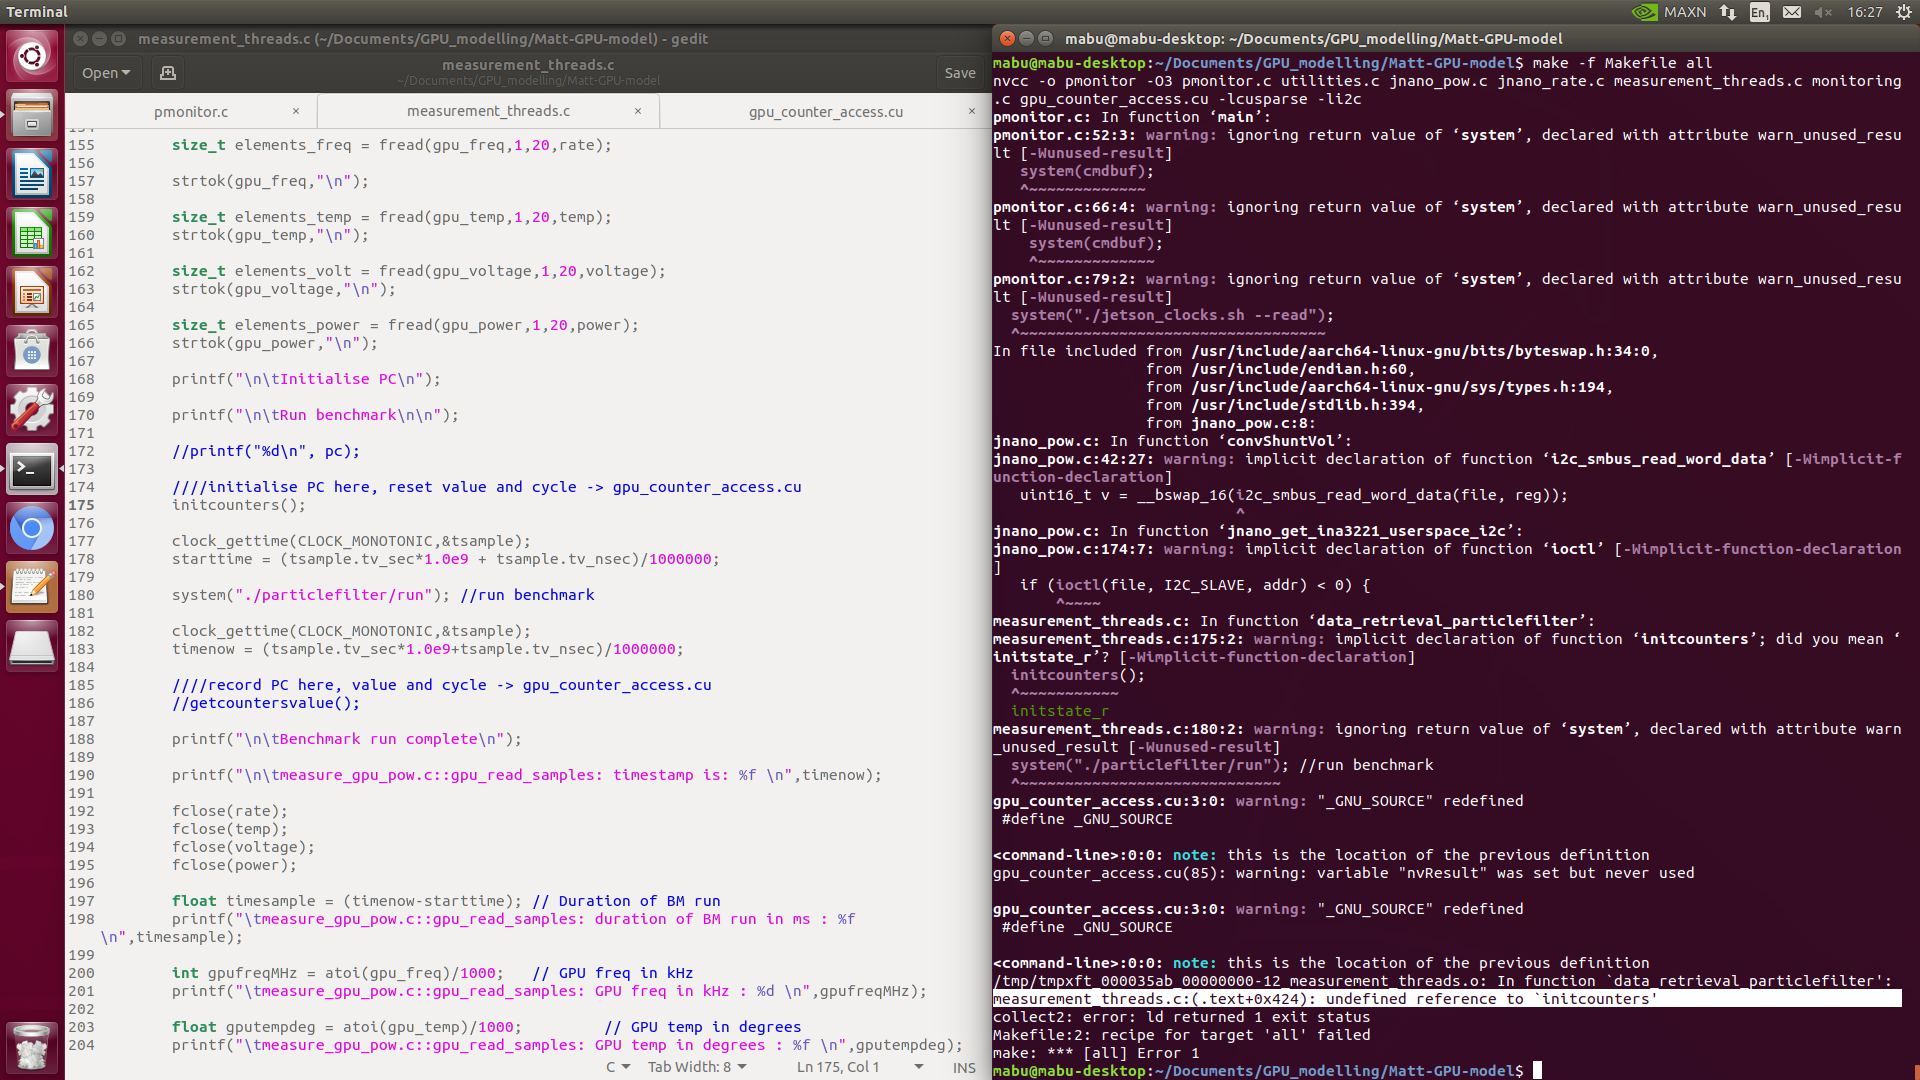 Terminal
MAXN
En1
16:27
measurement_threads.c (~/Documents/GPU_modelling/Matt-GPU-model) - gedit
Open
measurement_threads.c
~/Documents/GPU_modelling/Matt-GPU-model
Save
pmonitor.c ×
measurement_threads.c ×
gpu_counter_access.cu ×
154
155 size_t elements_freq = fread(gpu_freq,1,20,rate);
156
157 strtok(gpu_freq,"\n");
158
159 size_t elements_temp = fread(gpu_temp,1,20,temp);
160 strtok(gpu_temp,"\n");
161
162 size_t elements_volt = fread(gpu_voltage,1,20,voltage);
163 strtok(gpu_voltage,"\n");
164
165 size_t elements_power = fread(gpu_power,1,20,power);
166 strtok(gpu_power,"\n");
167
168 printf("\n\tInitialise PC\n");
169
170 printf("\n\tRun benchmark\n\n");
171
172 //printf("%d\n", pc);
173
174 ////initialise PC here, reset value and cycle -> gpu_counter_access.cu
175 initcounters();
176
177 clock_gettime(CLOCK_MONOTONIC,&tsample);
178 starttime = (tsample.tv_sec*1.0e9 + tsample.tv_nsec)/1000000;
179
180 system("./particlefilter/run"); //run benchmark
181
182 clock_gettime(CLOCK_MONOTONIC,&tsample);
183 timenow = (tsample.tv_sec*1.0e9+tsample.tv_nsec)/1000000;
184
185 ////record PC here, value and cycle -> gpu_counter_access.cu
186 //getcountersvalue();
187
188 printf("\n\tBenchmark run complete\n");
189
190 printf("\n\tmeasure_gpu_pow.c::gpu_read_samples: timestamp is: %f \n",timenow);
191
192 fclose(rate);
193 fclose(temp);
194 fclose(voltage);
195 fclose(power);
196
197 float timesample = (timenow-starttime); // Duration of BM run
198 printf("\tmeasure_gpu_pow.c::gpu_read_samples: duration of BM run in ms : %f
\n",timesample);
199
200 int gpufreqMHz = atoi(gpu_freq)/1000; // GPU freq in kHz
201 printf("\tmeasure_gpu_pow.c::gpu_read_samples: GPU freq in kHz : %d \n",gpufreqMHz);
202
203 float gputempdeg = atoi(gpu_temp)/1000; // GPU temp in degrees
204 printf("\tmeasure_gpu_pow.c::gpu_read_samples: GPU temp in degrees : %f \n",gputempdeg);
C Tab Width: 8 Ln 175, Col 1 INS
mabu@mabu-desktop: ~/Documents/GPU_modelling/Matt-GPU-model
mabu@mabu-desktop:~/Documents/GPU_modelling/Matt-GPU-model$ make -f Makefile all
nvcc -o pmonitor -O3 pmonitor.c utilities.c jnano_pow.c jnano_rate.c measurement_threads.c monitoring
.c gpu_counter_access.cu -lcusparse -li2c
pmonitor.c: In function ‘main’:
pmonitor.c:52:3: warning: ignoring return value of ‘system’, declared with attribute warn_unused_resu
lt [-Wunused-result]
system(cmdbuf);
^~~~~~~~~~~~~~
pmonitor.c:66:4: warning: ignoring return value of ‘system’, declared with attribute warn_unused_resu
lt [-Wunused-result]
system(cmdbuf);
^~~~~~~~~~~~~~
pmonitor.c:79:2: warning: ignoring return value of ‘system’, declared with attribute warn_unused_resu
lt [-Wunused-result]
system("./jetson_clocks.sh --read");
^~~~~~~~~~~~~~~~~~~~~~~~~~~~~~~~~~~
In file included from /usr/include/aarch64-linux-gnu/bits/byteswap.h:34:0,
from /usr/include/endian.h:60,
from /usr/include/aarch64-linux-gnu/sys/types.h:194,
from /usr/include/stdlib.h:394,
from jnano_pow.c:8:
jnano_pow.c: In function ‘convShuntVol’:
jnano_pow.c:42:27: warning: implicit declaration of function ‘i2c_smbus_read_word_data’ [-Wimplicit-f
unction-declaration]
uint16_t v = __bswap_16(i2c_smbus_read_word_data(file, reg));
^
jnano_pow.c: In function ‘jnano_get_ina3221_userspace_i2c’:
jnano_pow.c:174:7: warning: implicit declaration of function ‘ioctl’ [-Wimplicit-function-declaration
]
if (ioctl(file, I2C_SLAVE, addr) < 0) {
^~~~~
measurement_threads.c: In function ‘data_retrieval_particlefilter’:
measurement_threads.c:175:2: warning: implicit declaration of function ‘initcounters’; did you mean ‘
initstate_r’? [-Wimplicit-function-declaration]
initcounters();
^~~~~~~~~~~~
initstate_r
measurement_threads.c:180:2: warning: ignoring return value of ‘system’, declared with attribute warn
_unused_result [-Wunused-result]
system("./particlefilter/run"); //run benchmark
^~~~~~~~~~~~~~~~~~~~~~~~~~~~~~
gpu_counter_access.cu:3:0: warning: "_GNU_SOURCE" redefined
#define _GNU_SOURCE
<command-line>:0:0: note: this is the location of the previous definition
gpu_counter_access.cu(85): warning: variable "nvResult" was set but never used
gpu_counter_access.cu:3:0: warning: "_GNU_SOURCE" redefined
#define _GNU_SOURCE
<command-line>:0:0: note: this is the location of the previous definition
/tmp/tmpxft_000035ab_00000000-12_measurement_threads.o: In function `data_retrieval_particlefilter':
measurement_threads.c:(.text+0x424): undefined reference to `initcounters'
collect2: error: ld returned 1 exit status
Makefile:2: recipe for target 'all' failed
make: *** [all] Error 1
mabu@mabu-desktop:~/Documents/GPU_modelling/Matt-GPU-model$